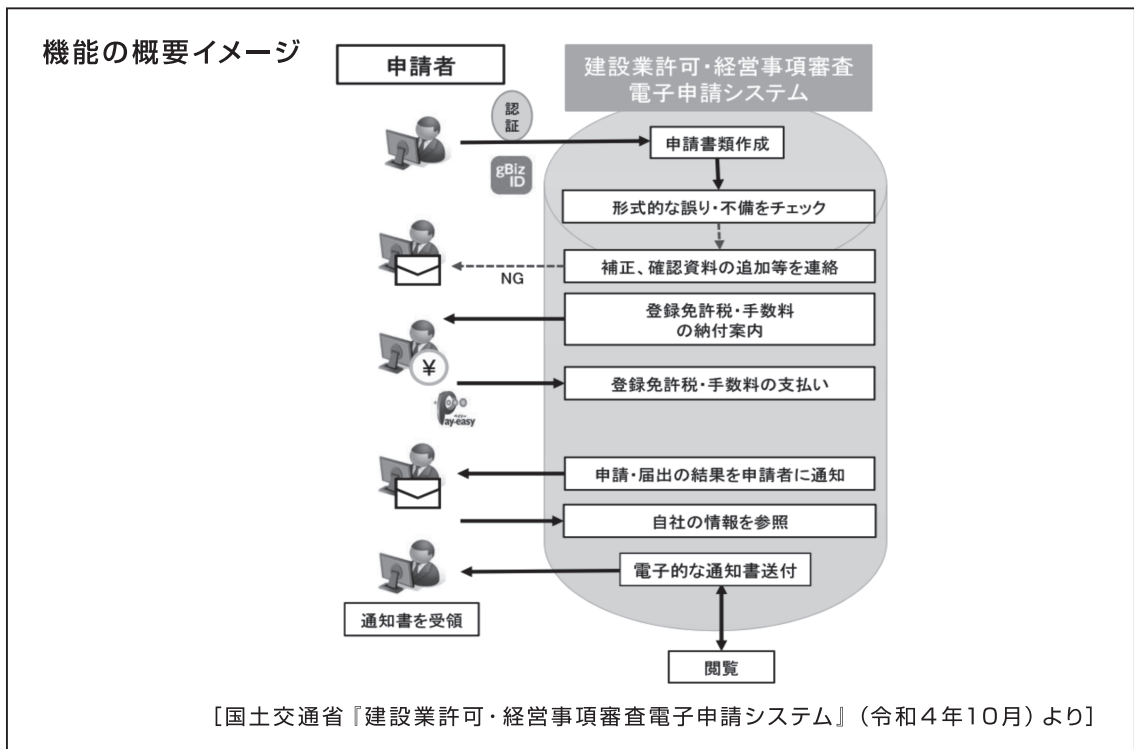 機能の概要イメージ
申請者
建設業許可・経営事項審査
電子申請システム
認
証
gBiz
ID
申請書類作成
形式的な誤り・不備をチェック
補正、確認資料の追加等を連絡
NG
登録免許税・手数料
の納付案内
¥
登録免許税・手数料の支払い
ペイジー
Pay-easy
申請・届出の結果を申請者に通知
自社の情報を参照
電子的な通知書送付
通知書を受領
閲覧
[国土交通省『建設業許可・経営事項審査電子申請システム』(令和4年10月)より]